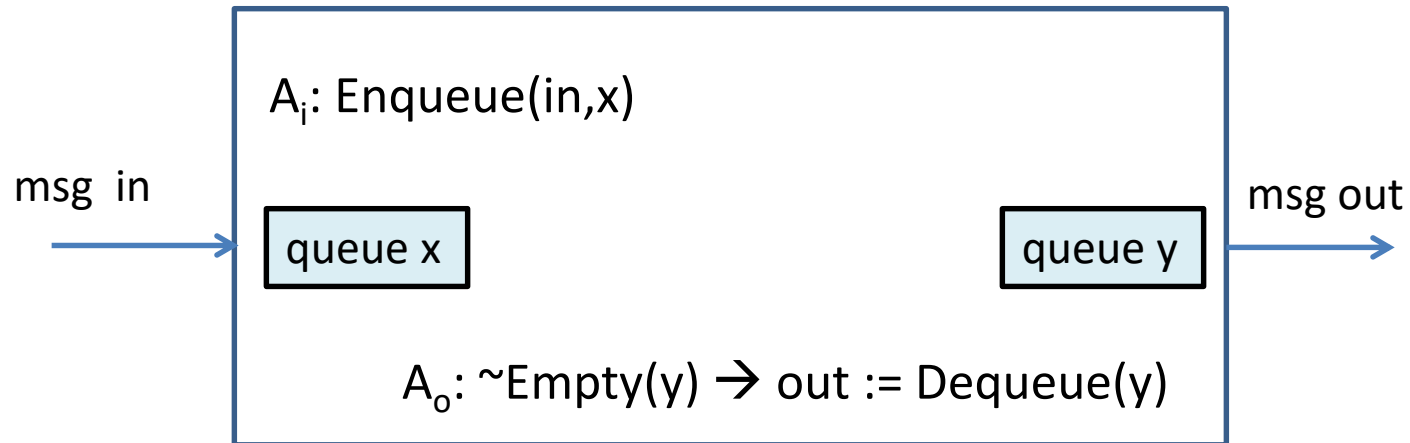 Aᵢ: Enqueue(in,x)
msg in
msg out
queue x
queue y
Aₒ: ~Empty(y) → out := Dequeue(y)